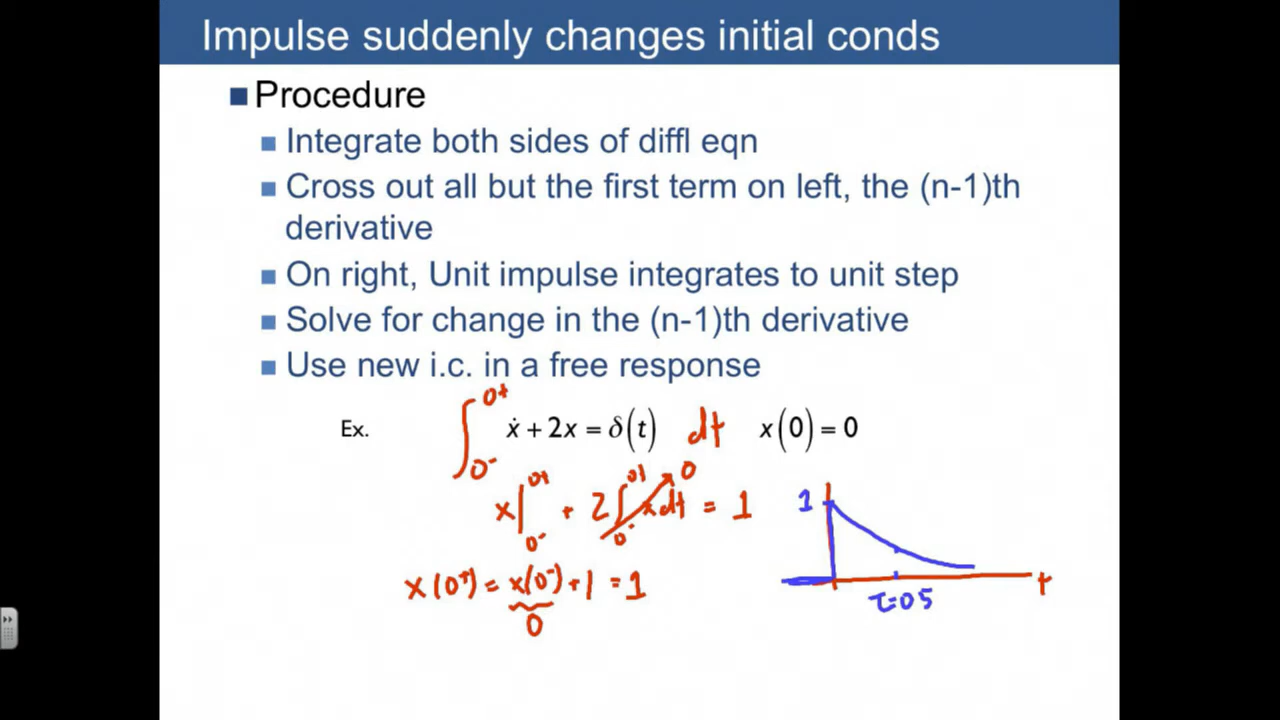 Impulse suddenly changes initial conds
Procedure
Integrate both sides of diffl eqn
Cross out all but the first term on left, the (n-1)th
derivative
On right, Unit impulse integrates to unit step
Solve for change in the (n-1)th derivative
Use new i.c. in a free response
Ex. ∫₀₋⁰⁺ ẋ + 2x = δ(t) dt x(0) = 0
x|₀₋⁰⁺ + 2∫₀₋⁰⁺ x dt → 0 = 1
x(0⁺) = x(0⁻) + 1 = 1
0
1
t
τ=0.5